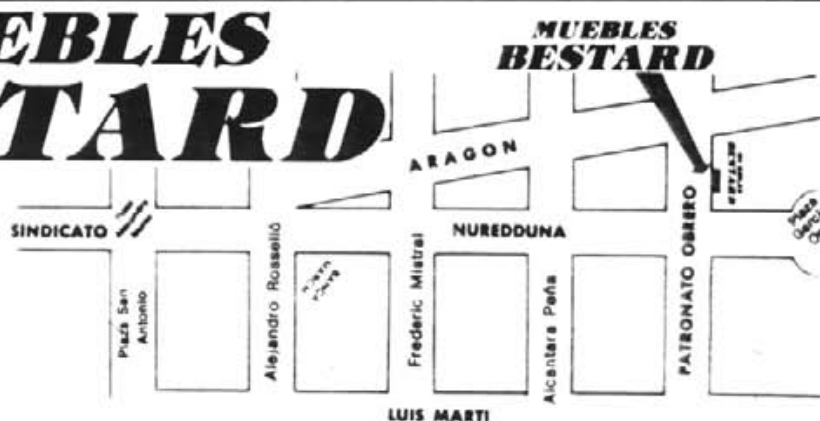 EBLES
TARD
MUEBLES
BESTARD
ARAGON
SINDICATO
NUREDDUNA
Plaza San
Antonio
Alejandro Rosselló
Frederic Mistral
Alcantara Peña
PATRONATO OBRERO
Plaza
LUIS MARTI